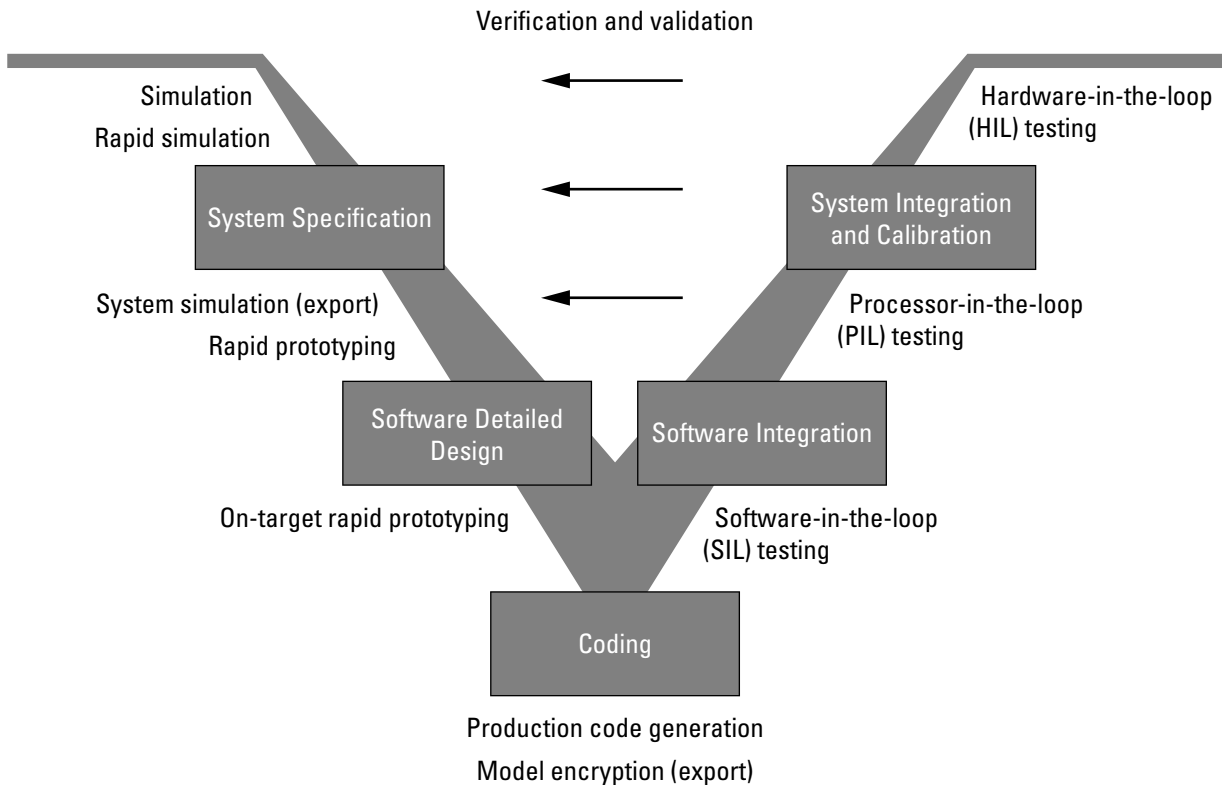 Verification and validation
Simulation
Rapid simulation
Hardware-in-the-loop
(HIL) testing
System Specification
System Integration
and Calibration
System simulation (export)
Rapid prototyping
Processor-in-the-loop
(PIL) testing
Software Detailed
Design
Software Integration
On-target rapid prototyping
Software-in-the-loop
(SIL) testing
Coding
Production code generation
Model encryption (export)